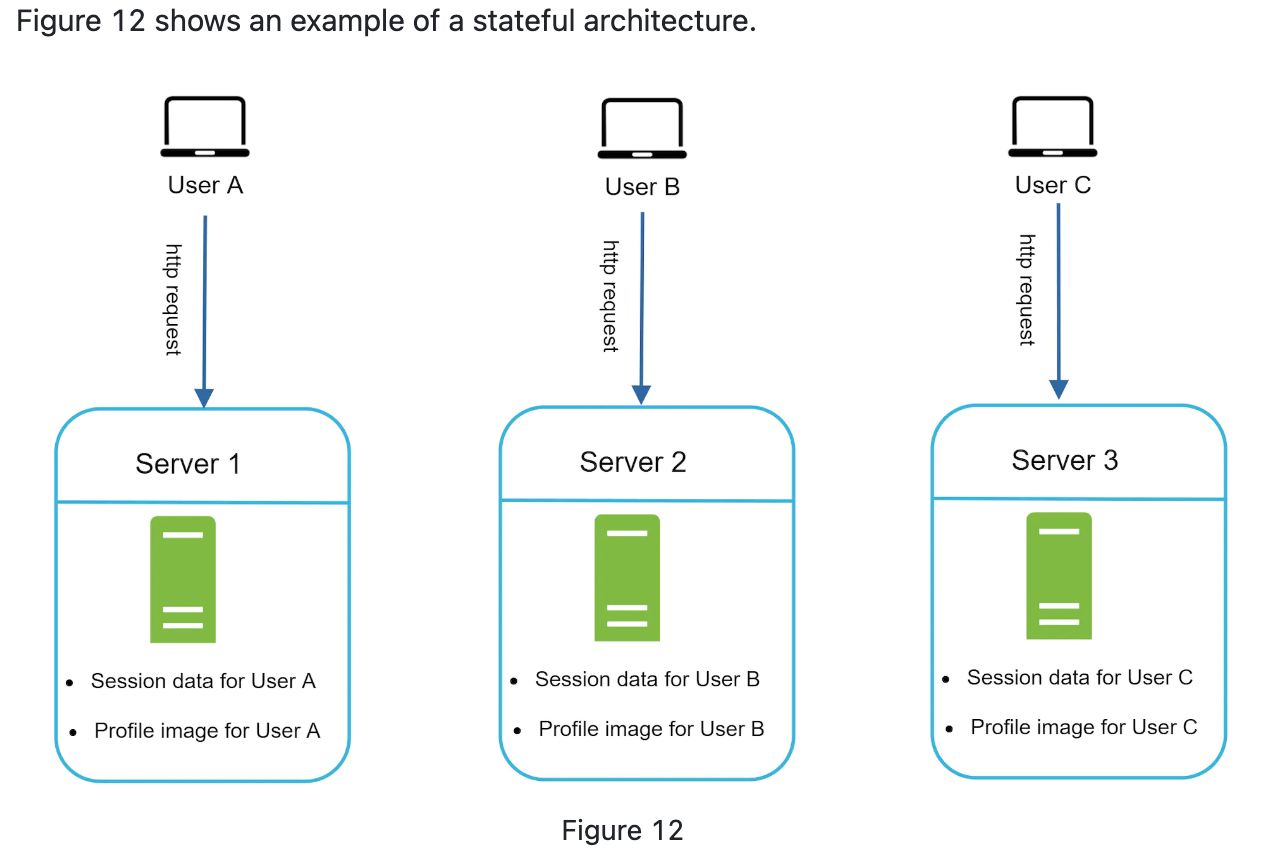 Figure 12 shows an example of a stateful architecture.
User A
User B
User C
http request
http request
http request
Server 1
Server 2
Server 3
• Session data for User A
• Profile image for User A
• Session data for User B
• Profile image for User B
• Session data for User C
• Profile image for User C
Figure 12